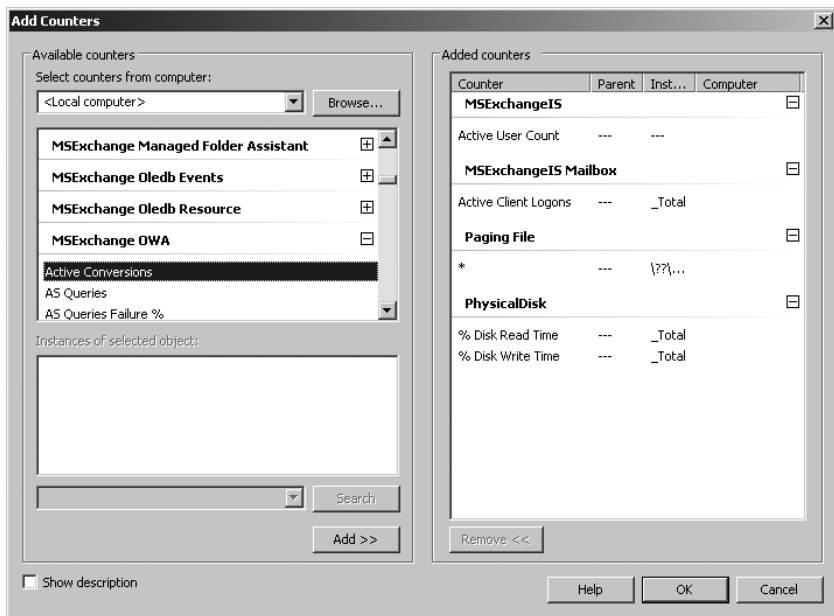 Add Counters
Available counters
Select counters from computer:
<Local computer>
Browse...
MSExchange Managed Folder Assistant
MSExchange Oledb Events
MSExchange Oledb Resource
MSExchange OWA
Active Conversions
AS Queries
AS Queries Failure %
Instances of selected object:
Search
Add >>
Show description
Added counters
Counter Parent Inst... Computer
MSExchangeIS
Active User Count --- ---
MSExchangeIS Mailbox
Active Client Logons --- _Total
Paging File
* --- \??\...
PhysicalDisk
% Disk Read Time --- _Total
% Disk Write Time --- _Total
Remove <<
Help OK Cancel